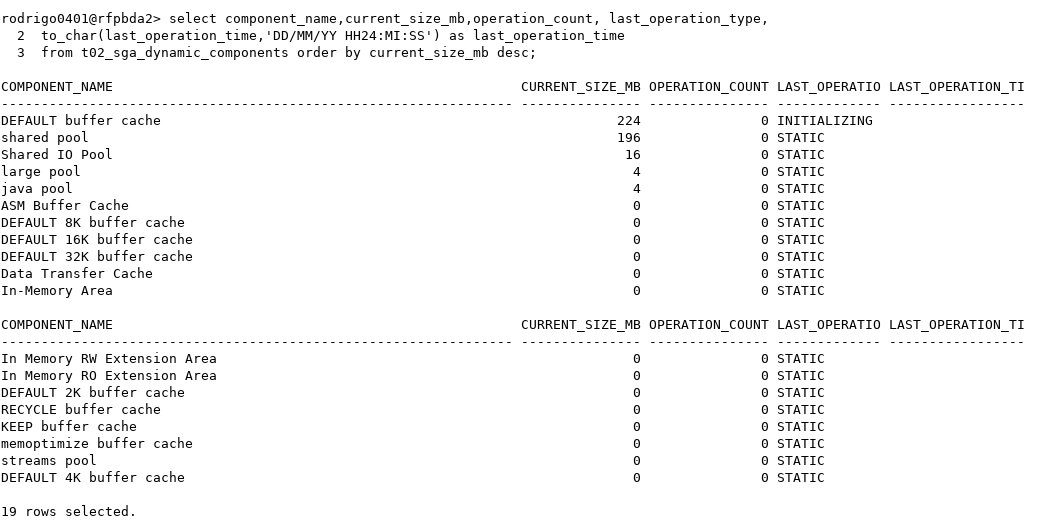 rodrigo0401@rfpbda2> select component_name,current_size_mb,operation_count, last_operation_type,
  2  to_char(last_operation_time,'DD/MM/YY HH24:MI:SS') as last_operation_time
  3  from t02_sga_dynamic_components order by current_size_mb desc;

COMPONENT_NAME                                                   CURRENT_SIZE_MB OPERATION_COUNT LAST_OPERATIO LAST_OPERATION_TI
---------------------------------------------------------------- --------------- --------------- ------------- -----------------
DEFAULT buffer cache                                                         224               0 INITIALIZING
shared pool                                                                  196               0 STATIC
Shared IO Pool                                                                16               0 STATIC
large pool                                                                     4               0 STATIC
java pool                                                                      4               0 STATIC
ASM Buffer Cache                                                               0               0 STATIC
DEFAULT 8K buffer cache                                                        0               0 STATIC
DEFAULT 16K buffer cache                                                       0               0 STATIC
DEFAULT 32K buffer cache                                                       0               0 STATIC
Data Transfer Cache                                                            0               0 STATIC
In-Memory Area                                                                 0               0 STATIC

COMPONENT_NAME                                                   CURRENT_SIZE_MB OPERATION_COUNT LAST_OPERATIO LAST_OPERATION_TI
---------------------------------------------------------------- --------------- --------------- ------------- -----------------
In Memory RW Extension Area                                                    0               0 STATIC
In Memory RO Extension Area                                                    0               0 STATIC
DEFAULT 2K buffer cache                                                        0               0 STATIC
RECYCLE buffer cache                                                           0               0 STATIC
KEEP buffer cache                                                              0               0 STATIC
memoptimize buffer cache                                                       0               0 STATIC
streams pool                                                                   0               0 STATIC
DEFAULT 4K buffer cache                                                        0               0 STATIC

19 rows selected.